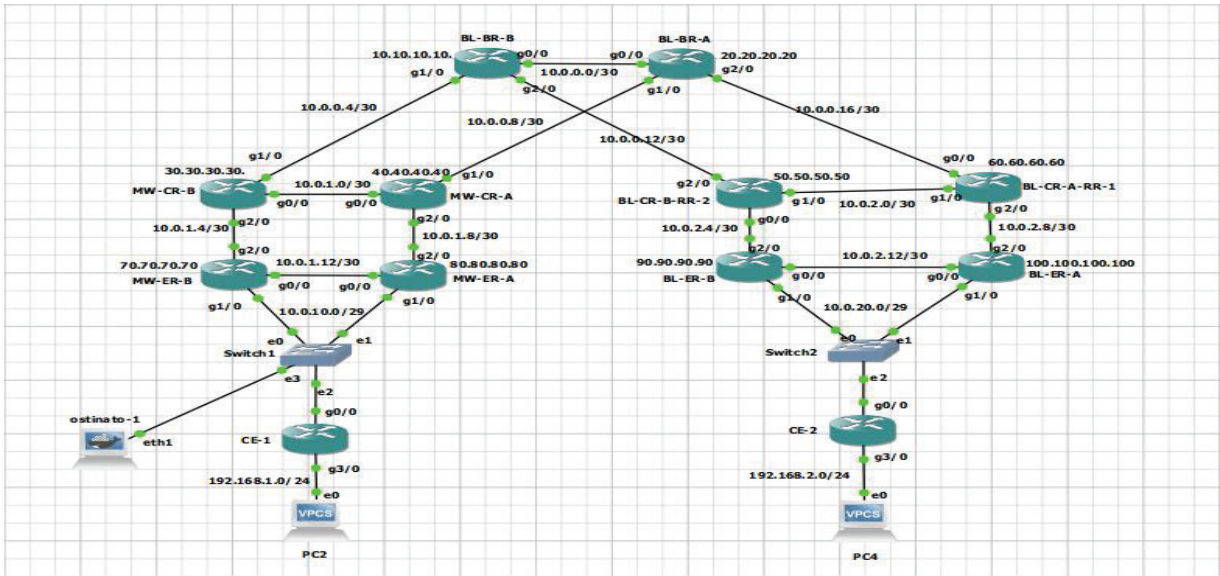 BL-BR-B
BL-BR-A
10.10.10.10.
g0/0
g0/0
20.20.20.20
g1/0
10.0.0.0/30
g2/0
g2/0
g1/0
10.0.0.4/30
10.0.0.8/30
10.0.0.12/30
10.0.0.16/30
g1/0
g0/0
30.30.30.30.
40.40.40.40
g1/0
g2/0
50.50.50.50
60.60.60.60
MW-CR-B
10.0.1.0/30
MW-CR-A
BL-CR-B-RR-2
g1/0
g1/0
BL-CR-A-RR-1
g0/0
g0/0
10.0.2.0/30
g2/0
g2/0
g0/0
g2/0
10.0.1.4/30
10.0.1.8/30
10.0.2.4/30
10.0.2.8/30
g2/0
g2/0
g2/0
g2/0
70.70.70.70
10.0.1.12/30
80.80.80.80
90.90.90.90
10.0.2.12/30
100.100.100.100
MW-ER-B
g0/0
g0/0
MW-ER-A
BL-ER-B
g0/0
g0/0
BL-ER-A
g1/0
g1/0
g1/0
g1/0
10.0.10.0/29
10.0.20.0/29
e0
e1
e0
e1
Switch1
Switch2
e3
e2
e2
ostinato-1
g0/0
g0/0
eth1
CE-1
CE-2
g3/0
g3/0
192.168.1.0/24
192.168.2.0/24
e0
e0
VPCS
VPCS
PC2
PC4